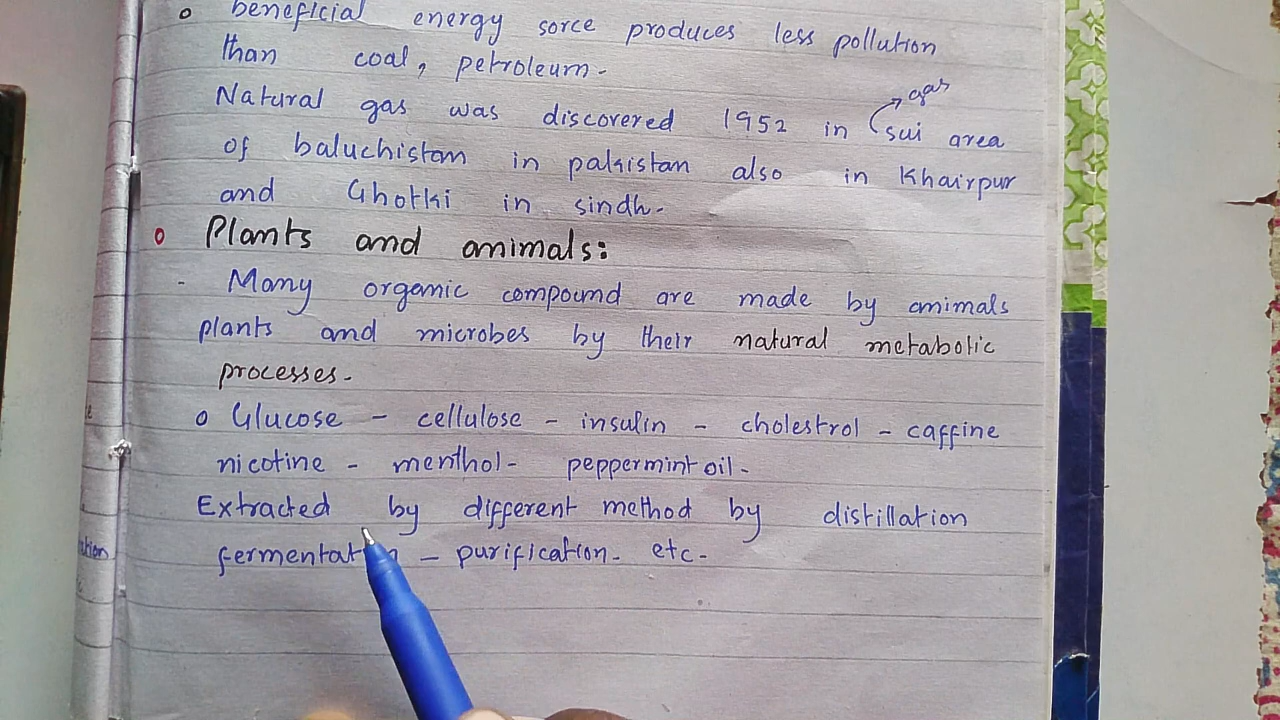 o beneficial energy sorce produces less pollution
than coal, petroleum.
gas
Natural gas was discovered 1952 in sui area
of baluchistan in pakistan also in Khairpur
and Ghotki in sindh.
o Plants and animals:
- Many organic compound are made by animals
plants and microbes by their natural metabolic
processes.
o Glucose - cellulose - insulin - cholestrol - caffine
nicotine - menthol - peppermint oil.
Extracted by different method by distillation
fermentation - purification - etc.